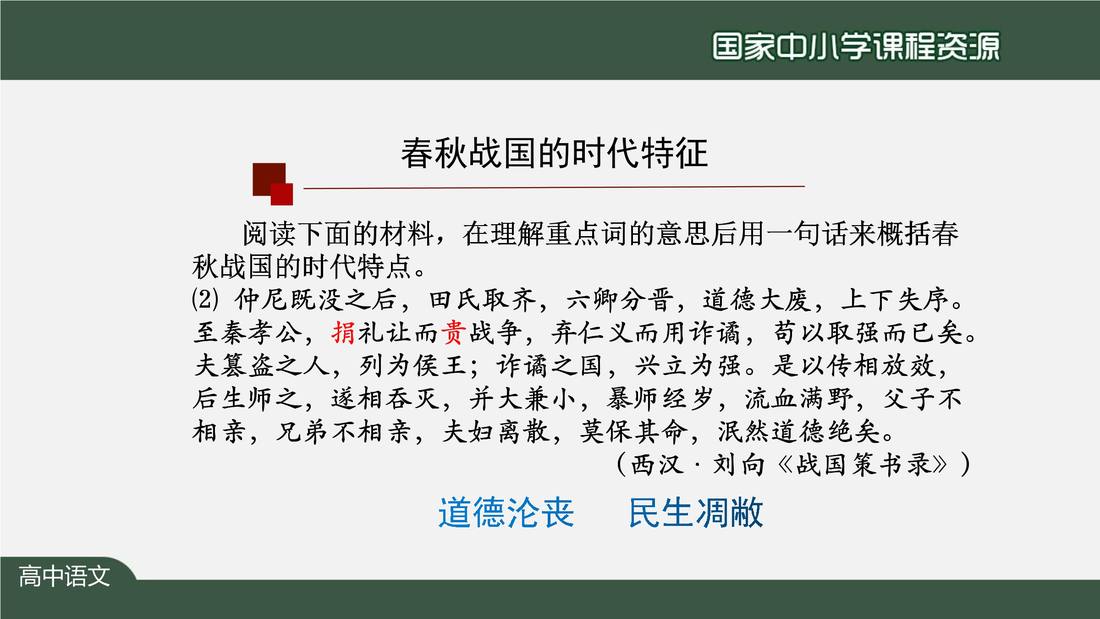 国家中小学课程资源
春秋战国的时代特征
阅读下面的材料，在理解重点词的意思后用一句话来概括春
秋战国的时代特点。
(2) 仲尼既没之后，田氏取齐，六卿分晋，道德大废，上下失序。
至秦孝公，捐礼让而贵战争，弃仁义而用诈谲，苟以取强而已矣。
夫篡盗之人，列为侯王；诈谲之国，兴立为强。是以传相放效，
后生师之，遂相吞灭，并大兼小，暴师经岁，流血满野，父子不
相亲，兄弟不相亲，夫妇离散，莫保其命，泯然道德绝矣。
（西汉·刘向《战国策书录》）
道德沦丧 民生凋敝
高中语文